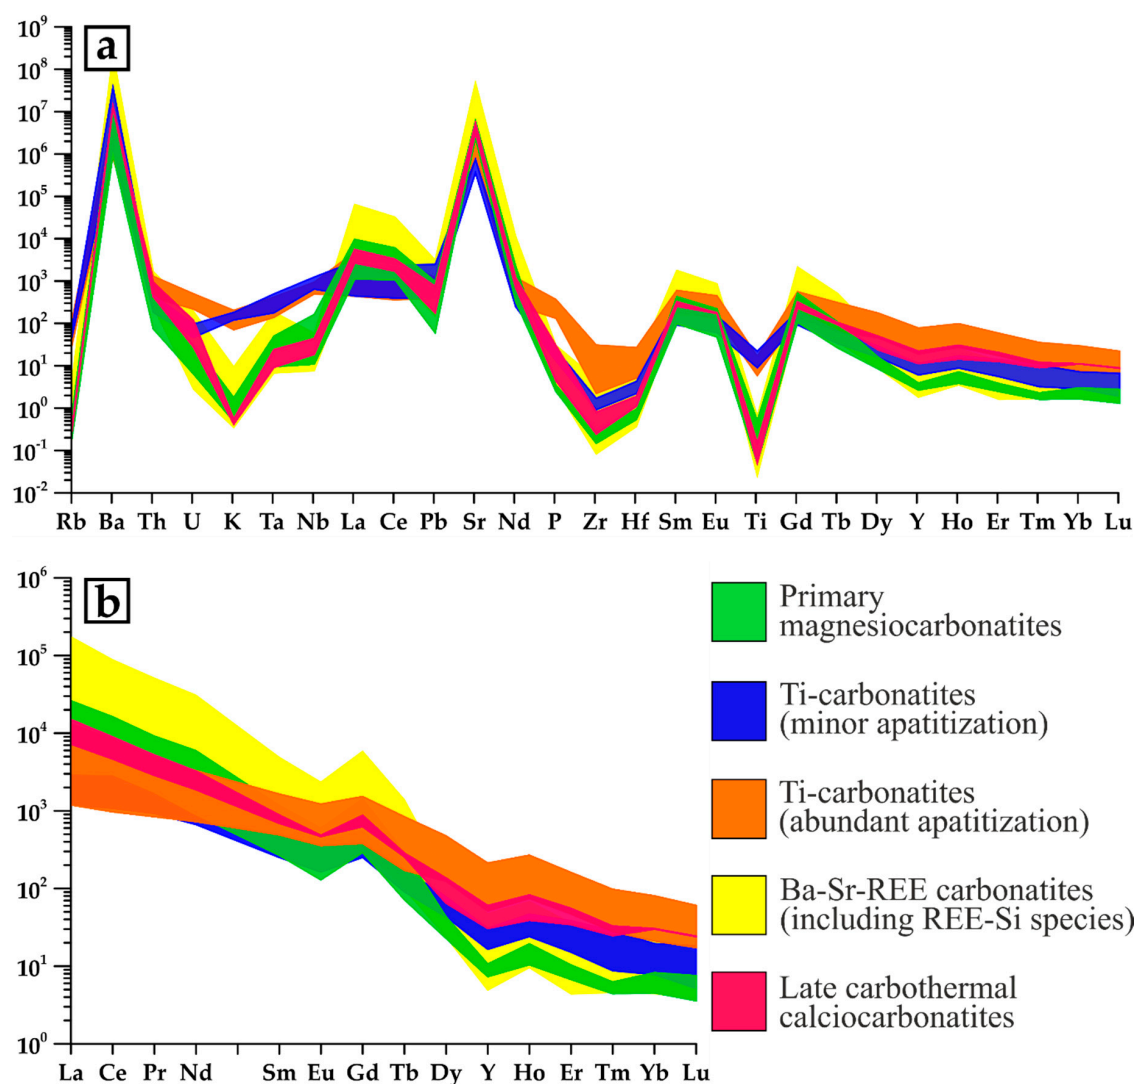 a
10⁹
10⁸
10⁷
10⁶
10⁵
10⁴
10³
10²
10¹
10⁰
10⁻¹
10⁻²
Rb Ba Th U K Ta Nb La Ce Pb Sr Nd P Zr Hf Sm Eu Ti Gd Tb Dy Y Ho Er Tm Yb Lu
b
10⁶
10⁵
10⁴
10³
10²
10¹
10⁰
La Ce Pr Nd Sm Eu Gd Tb Dy Y Ho Er Tm Yb Lu
Primary
magnesiocarbonatites
Ti-carbonatites
(minor apatitization)
Ti-carbonatites
(abundant apatitization)
Ba-Sr-REE carbonatites
(including REE-Si species)
Late carbothermal
calciocarbonatites